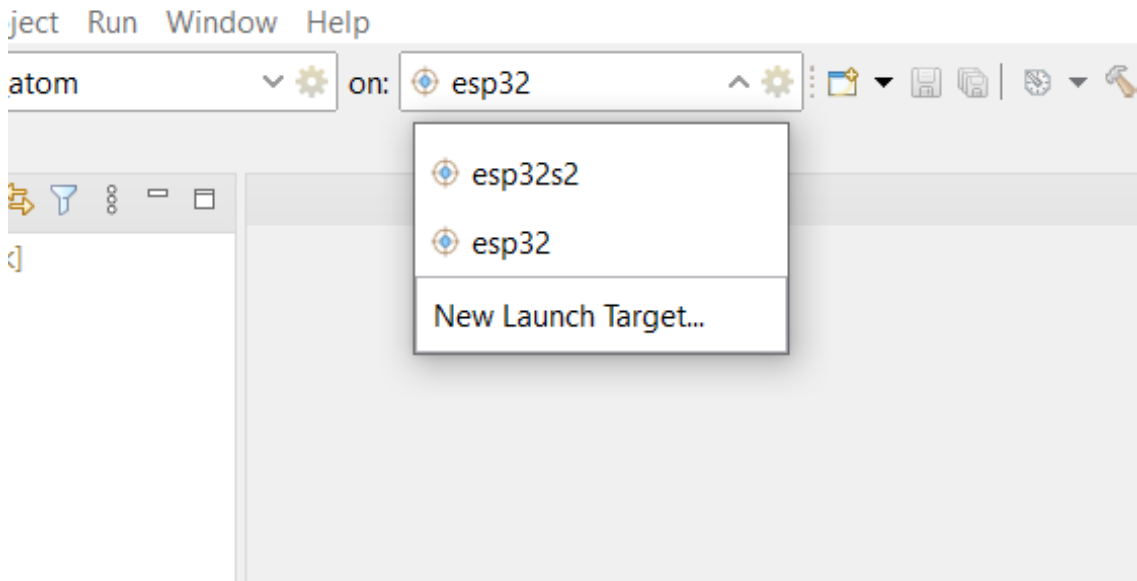 ject Run Window Help
atom on: esp32
esp32s2
esp32
k]
New Launch Target...